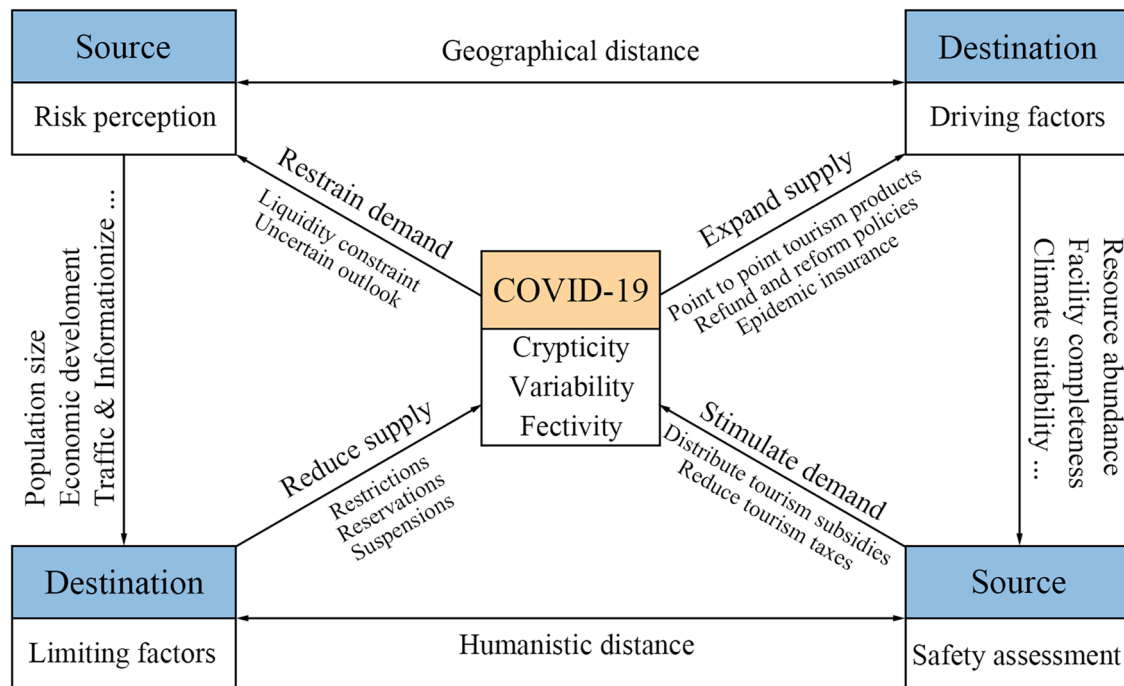 Source
Risk perception
Geographical distance
Destination
Driving factors
Restrain demand
Liquidity constraint
Uncertain outlook
Expand supply
Point to point tourism products
Refund and reform policies
Epidemic insurance
COVID-19
Crypticity
Variability
Fectivity
Population size
Economic develoment
Traffic & Informationize ...
Resource abundance
Facility completeness
Climate suitability ...
Reduce supply
Restrictions
Reservations
Suspensions
Stimulate demand
Distribute tourism subsidies
Reduce tourism taxes
Destination
Limiting factors
Humanistic distance
Source
Safety assessment